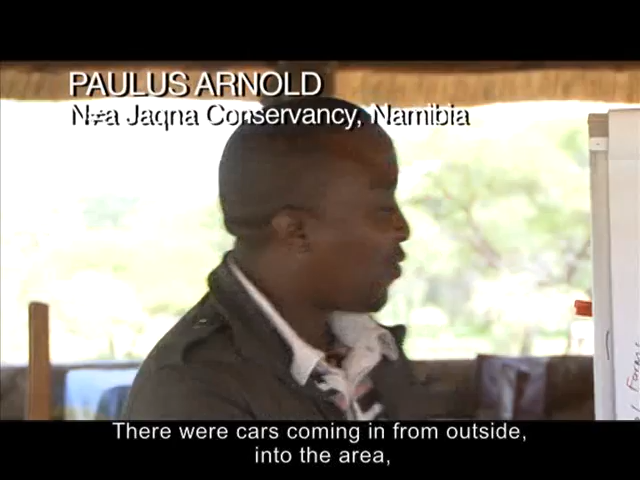 PAULUS ARNOLD
N≠a Jaqna Conservancy, Namibia
There were cars coming in from outside,
into the area,